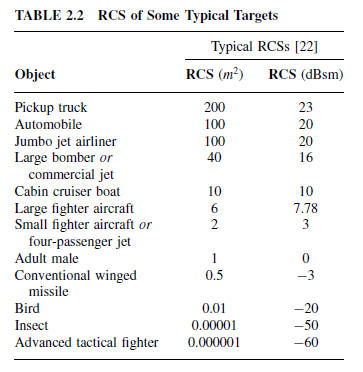 TABLE 2.2 RCS of Some Typical Targets
Typical RCSs [22]
Object RCS (m²) RCS (dBsm)
Pickup truck 200 23
Automobile 100 20
Jumbo jet airliner 100 20
Large bomber or 40 16
commercial jet
Cabin cruiser boat 10 10
Large fighter aircraft 6 7.78
Small fighter aircraft or 2 3
four-passenger jet
Adult male 1 0
Conventional winged 0.5 −3
missile
Bird 0.01 −20
Insect 0.00001 −50
Advanced tactical fighter 0.000001 −60